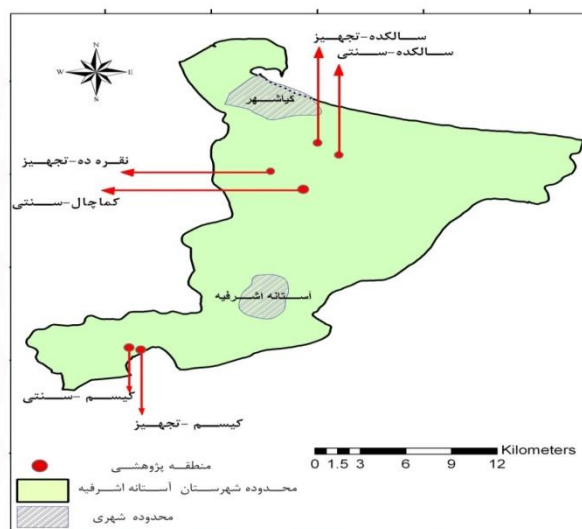 سالکده-تجهیز
سالکده-سنتی
N
W E
S
کیاشهر
نقره ده-تجهیز
کماچال-سنتی
آستانه اشرفیه
کیسم-سنتی
کیسم-تجهیز
Kilometers
0 1.5 3 6 9 12
منطقه پژوهشی
محدوده شهرستان آستانه اشرفیه
محدوده شهری